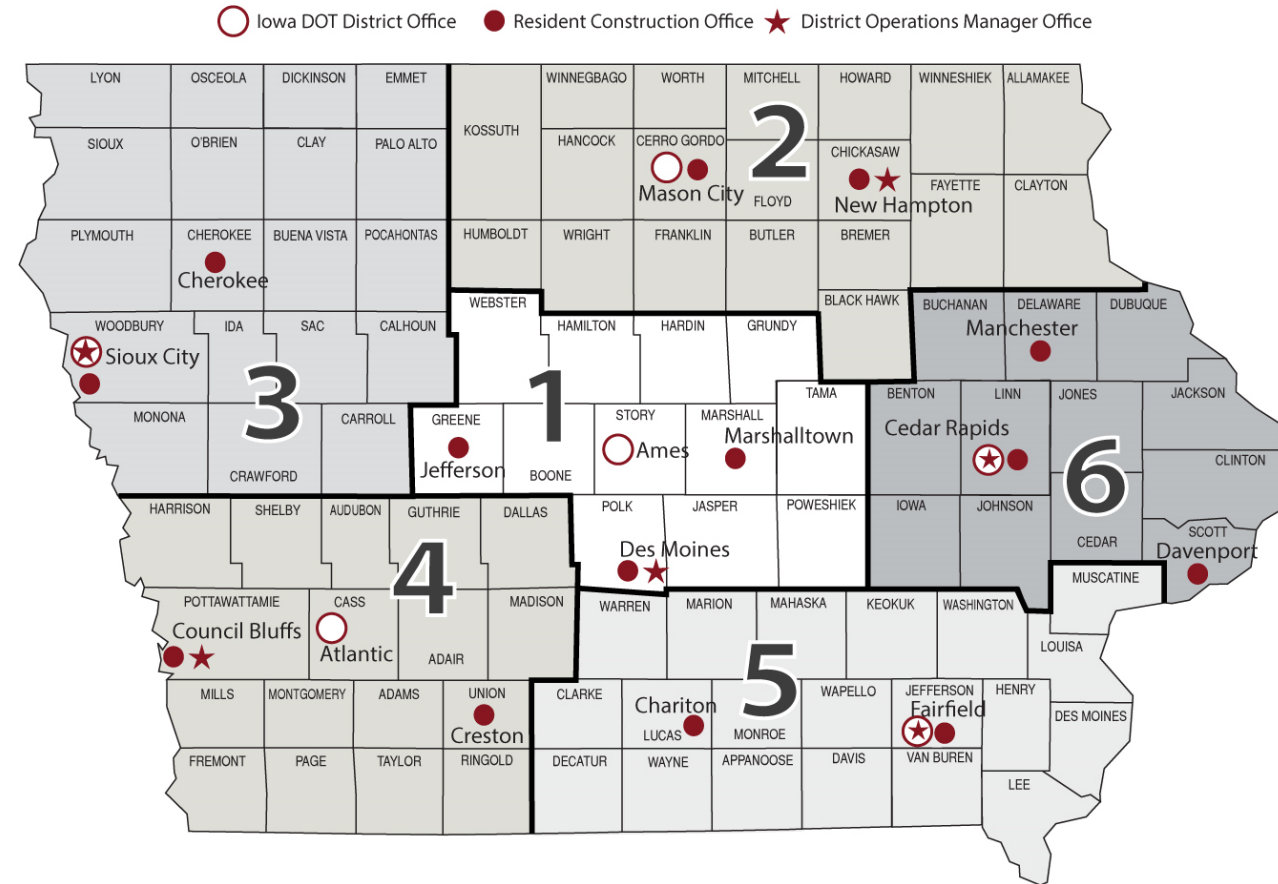 Iowa DOT District Office Resident Construction Office District Operations Manager Office
LYON OSCEOLA DICKINSON EMMET WINNEGBAGO WORTH MITCHELL HOWARD WINNESHIEK ALLAMAKEE
KOSSUTH
2
SIOUX O'BRIEN CLAY PALO ALTO HANCOCK CERRO GORDO CHICKASAW
Mason City FLOYD New Hampton FAYETTE CLAYTON
PLYMOUTH CHEROKEE BUENA VISTA POCAHONTAS HUMBOLDT WRIGHT FRANKLIN BUTLER BREMER
Cherokee
WEBSTER BLACK HAWK BUCHANAN DELAWARE DUBUQUE
WOODBURY IDA SAC CALHOUN HAMILTON HARDIN GRUNDY Manchester
Sioux City
3 1
TAMA BENTON LINN JONES JACKSON
MONONA CARROLL GREENE STORY MARSHALL
Jefferson Ames Marshalltown Cedar Rapids
CRAWFORD BOONE CLINTON
6
HARRISON SHELBY AUDUBON GUTHRIE DALLAS POLK JASPER POWESHIEK IOWA JOHNSON
CEDAR SCOTT
Des Moines Davenport
4
MUSCATINE
POTTAWATTAMIE CASS MADISON WARREN MARION MAHASKA KEOKUK WASHINGTON
Council Bluffs Atlantic ADAIR LOUISA
5
MILLS MONTGOMERY ADAMS UNION CLARKE WAPELLO JEFFERSON HENRY
Creston Chariton Fairfield DES MOINES
LUCAS MONROE
FREMONT PAGE TAYLOR RINGOLD DECATUR WAYNE APPANOOSE DAVIS VAN BUREN
LEE